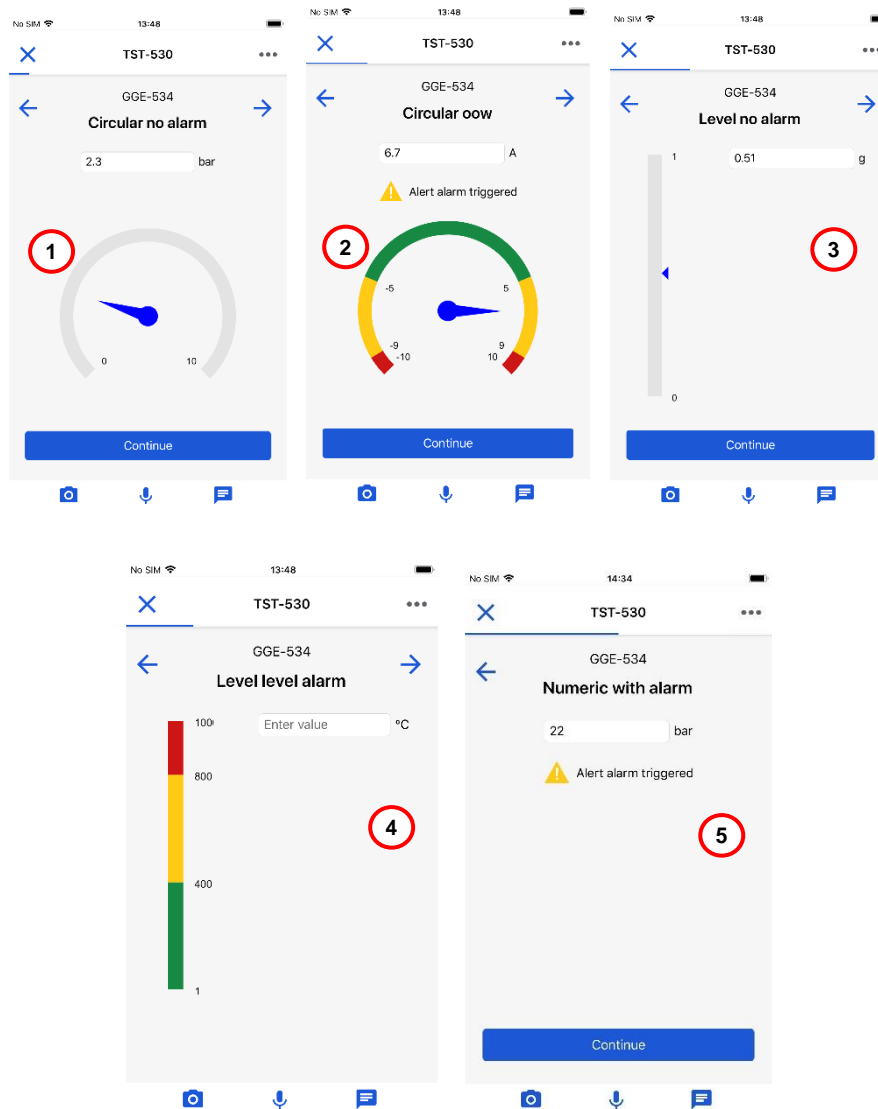 No SIM 13:48
TST-530
GGE-534
Circular no alarm
2.3 bar
1
0 10
Continue
No SIM 13:48
TST-530
GGE-534
Circular oow
6.7 A
Alert alarm triggered
2
-5 5
-9 9
-10 10
Continue
No SIM 13:48
TST-530
GGE-534
Level no alarm
1 0.51 g
3
0
Continue
No SIM 13:48
TST-530
GGE-534
Level level alarm
100 Enter value °C
800
4
400
1
No SIM 14:34
TST-530
GGE-534
Numeric with alarm
22 bar
Alert alarm triggered
5
Continue